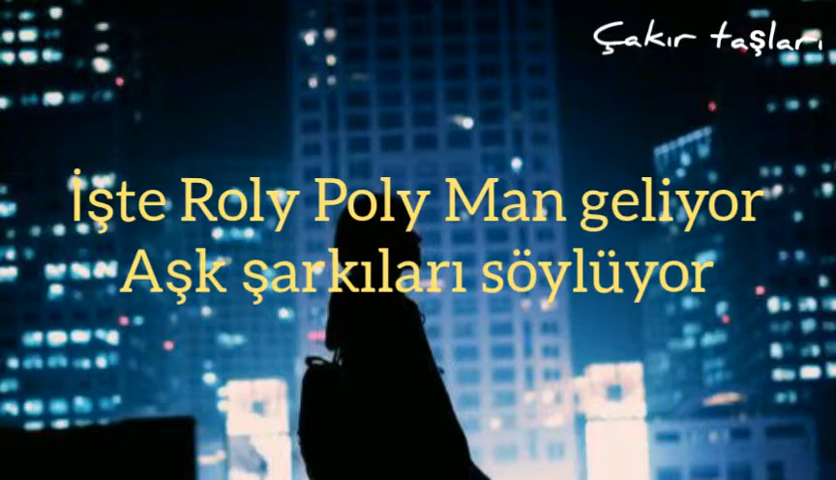 Çakır taşları
İşte Roly Poly Man geliyor
Aşk şarkıları söylüyor